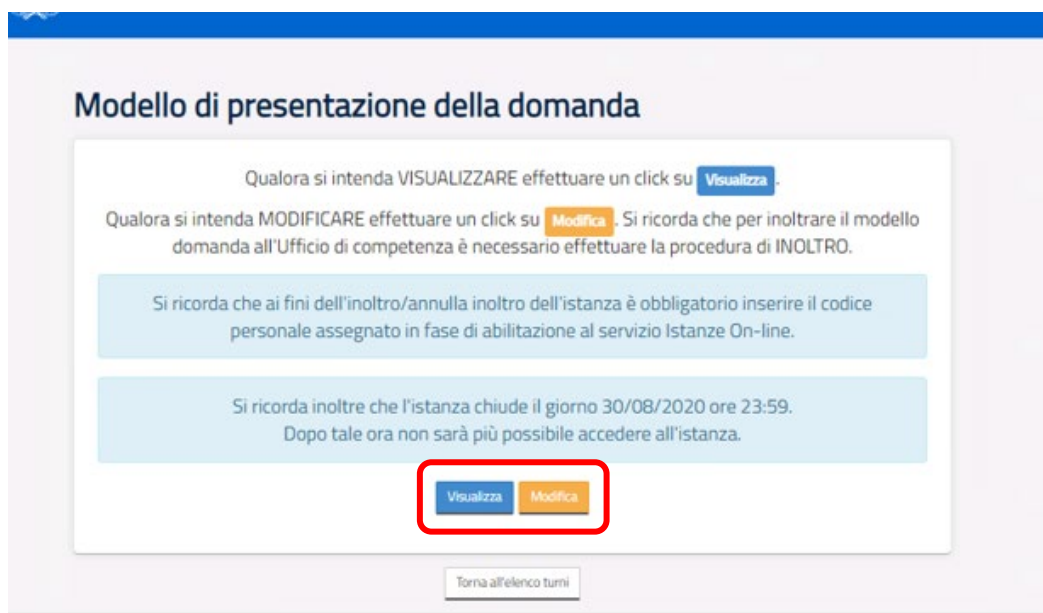 Modello di presentazione della domanda
Qualora si intenda VISUALIZZARE effettuare un click su Visualizza .
Qualora si intenda MODIFICARE effettuare un click su Modifica . Si ricorda che per inoltrare il modello
domanda all'Ufficio di competenza è necessario effettuare la procedura di INOLTRO.
Si ricorda che ai fini dell'inoltro/annulla inoltro dell'istanza è obbligatorio inserire il codice
personale assegnato in fase di abilitazione al servizio Istanze On-line.
Si ricorda inoltre che l'istanza chiude il giorno 30/08/2020 ore 23:59.
Dopo tale ora non sarà più possibile accedere all'istanza.
Visualizza Modifica
Torna all'elenco turni